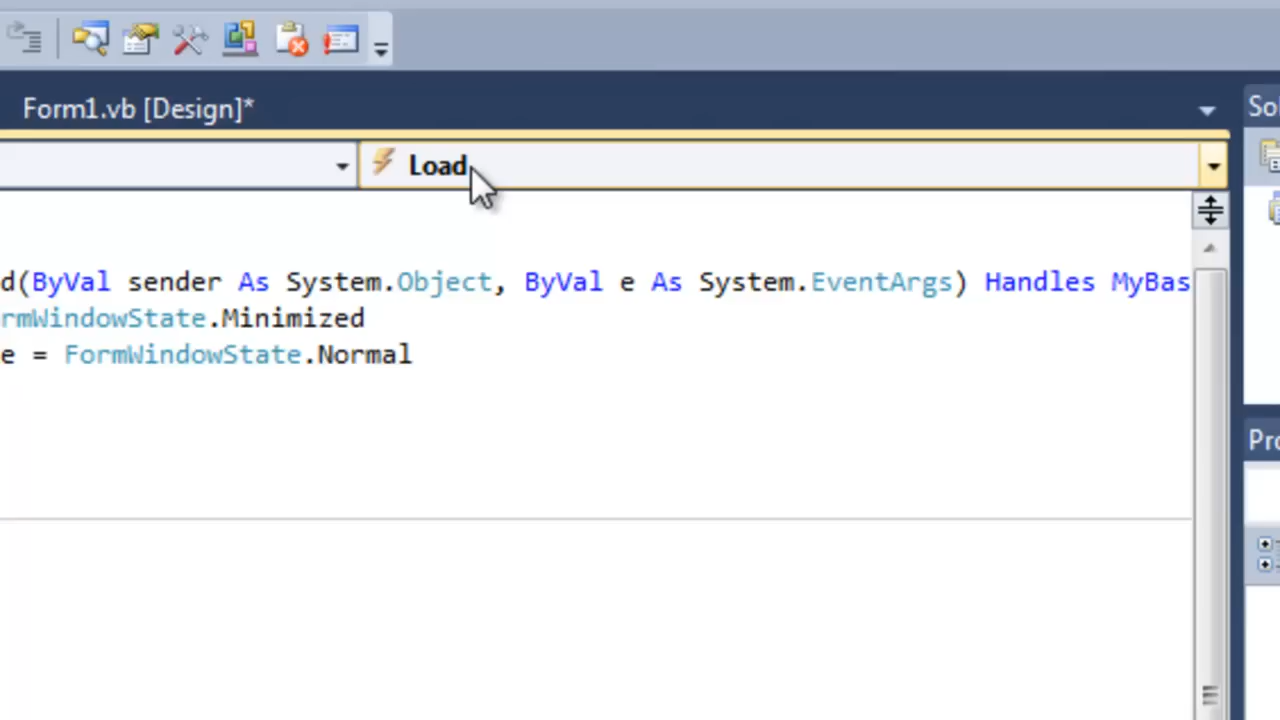 Form1.vb [Design]*
Sol
Load
d(ByVal sender As System.Object, ByVal e As System.EventArgs) Handles MyBas
rmWindowState.Minimized
e = FormWindowState.Normal
Pro